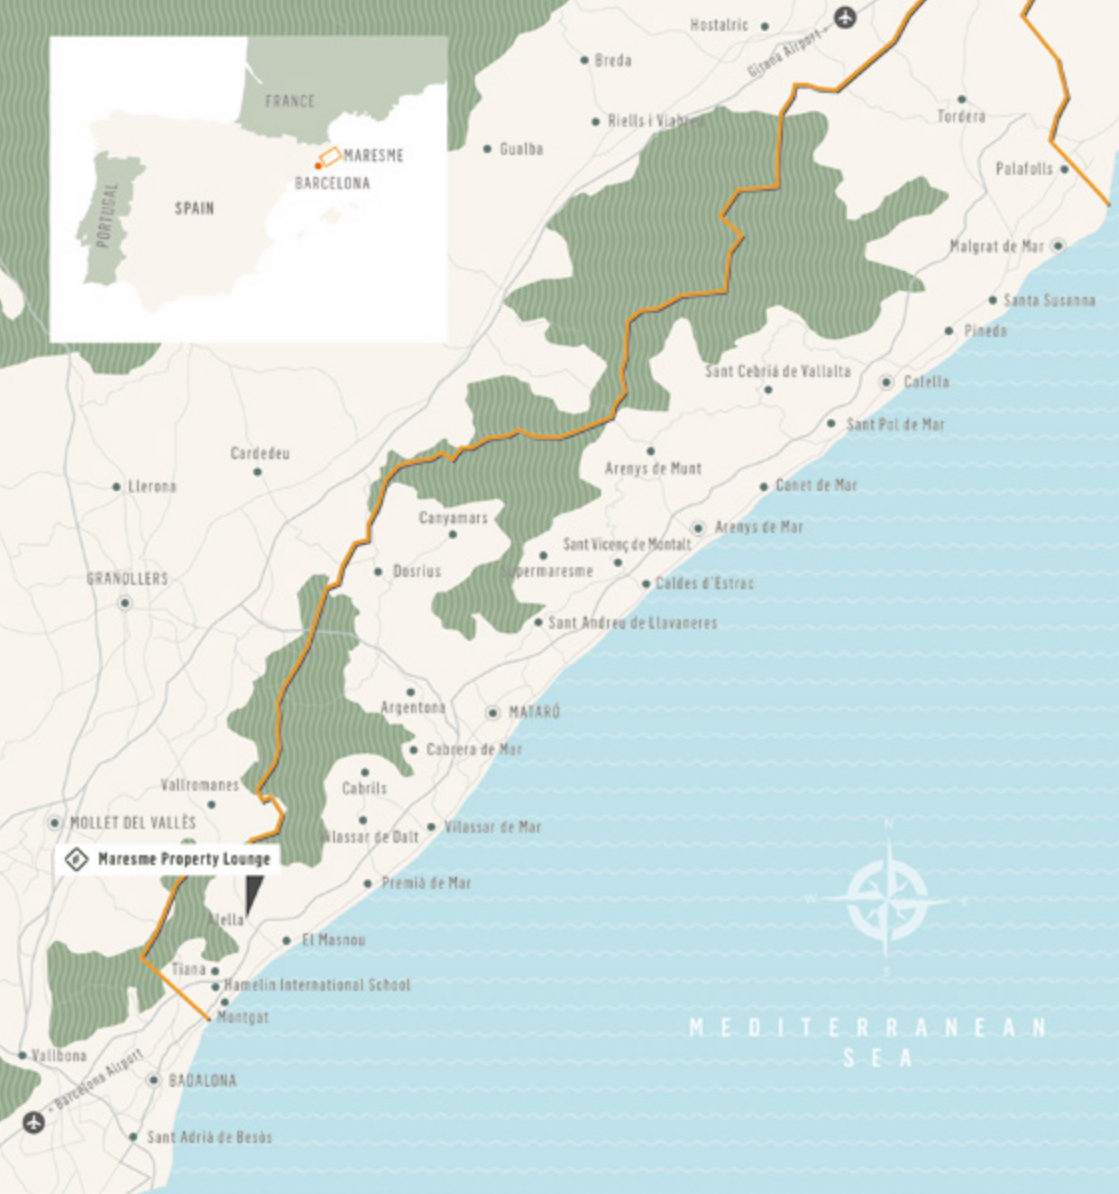 Hostalric
Girona Airport
Breda
Riells i Viabrea
Gualba
Tordera
Palafolls
FRANCE
MARESME
BARCELONA
SPAIN
PORTUGAL
Malgrat de Mar
Santa Susanna
Pineda
Sant Cebrià de Vallalta
Calella
Sant Pol de Mar
Cardedeu
Llerona
Arenys de Munt
Canet de Mar
Canyamars
Arenys de Mar
Sant Vicenç de Montalt
Supermaresme
Dosrius
GRANOLLERS
Caldes d'Estrac
Sant Andreu de Llavaneres
Argentona
MATARÓ
Cabrera de Mar
Vallromanes
Cabrils
MOLLET DEL VALLÈS
Vilassar de Dalt
Vilassar de Mar
Maresme Property Lounge
Premià de Mar
Alella
El Masnou
Tiana
Hamelin International School
Montgat
N
W
E
S
MEDITERRANEAN
SEA
Vallbona
Barcelona Airport
BADALONA
Sant Adrià de Besòs